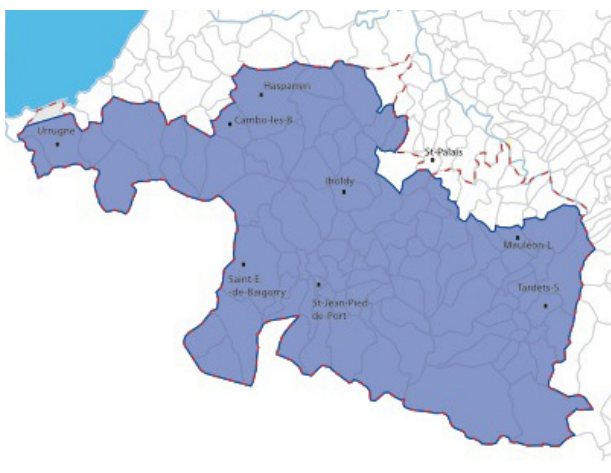 Hasparren
Cambo-les-B.
Urrugne
St-Palais
Iholdy
Mauléon-L.
Saint-E.
-de-Baïgorry
St-Jean-Pied-
de-Port
Tardets-S